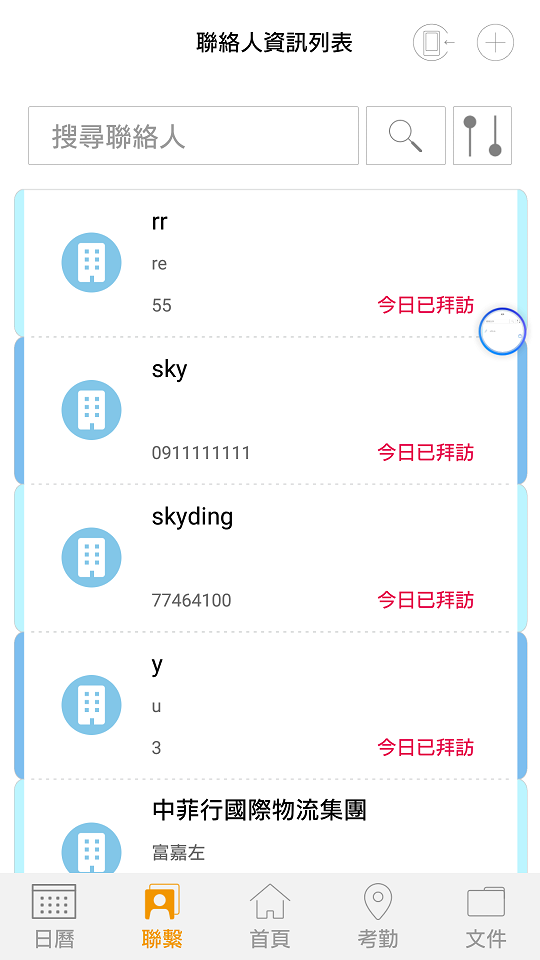 聯絡人資訊列表
搜尋聯絡人
rr
re
55
今日已拜訪
sky
0911111111
今日已拜訪
skyding
77464100
今日已拜訪
y
u
3
今日已拜訪
中菲行國際物流集團
富嘉左
日曆
聯繫
首頁
考勤
文件